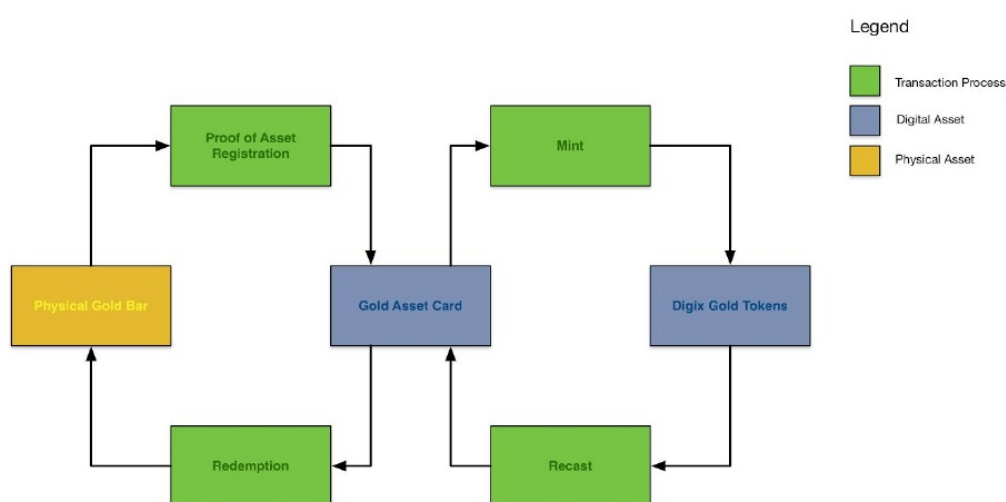 Legend
Transaction Process
Digital Asset
Physical Asset
Proof of Asset
Registration
Mint
Physical Gold Bar
Gold Asset Card
Digix Gold Tokens
Redemption
Recast